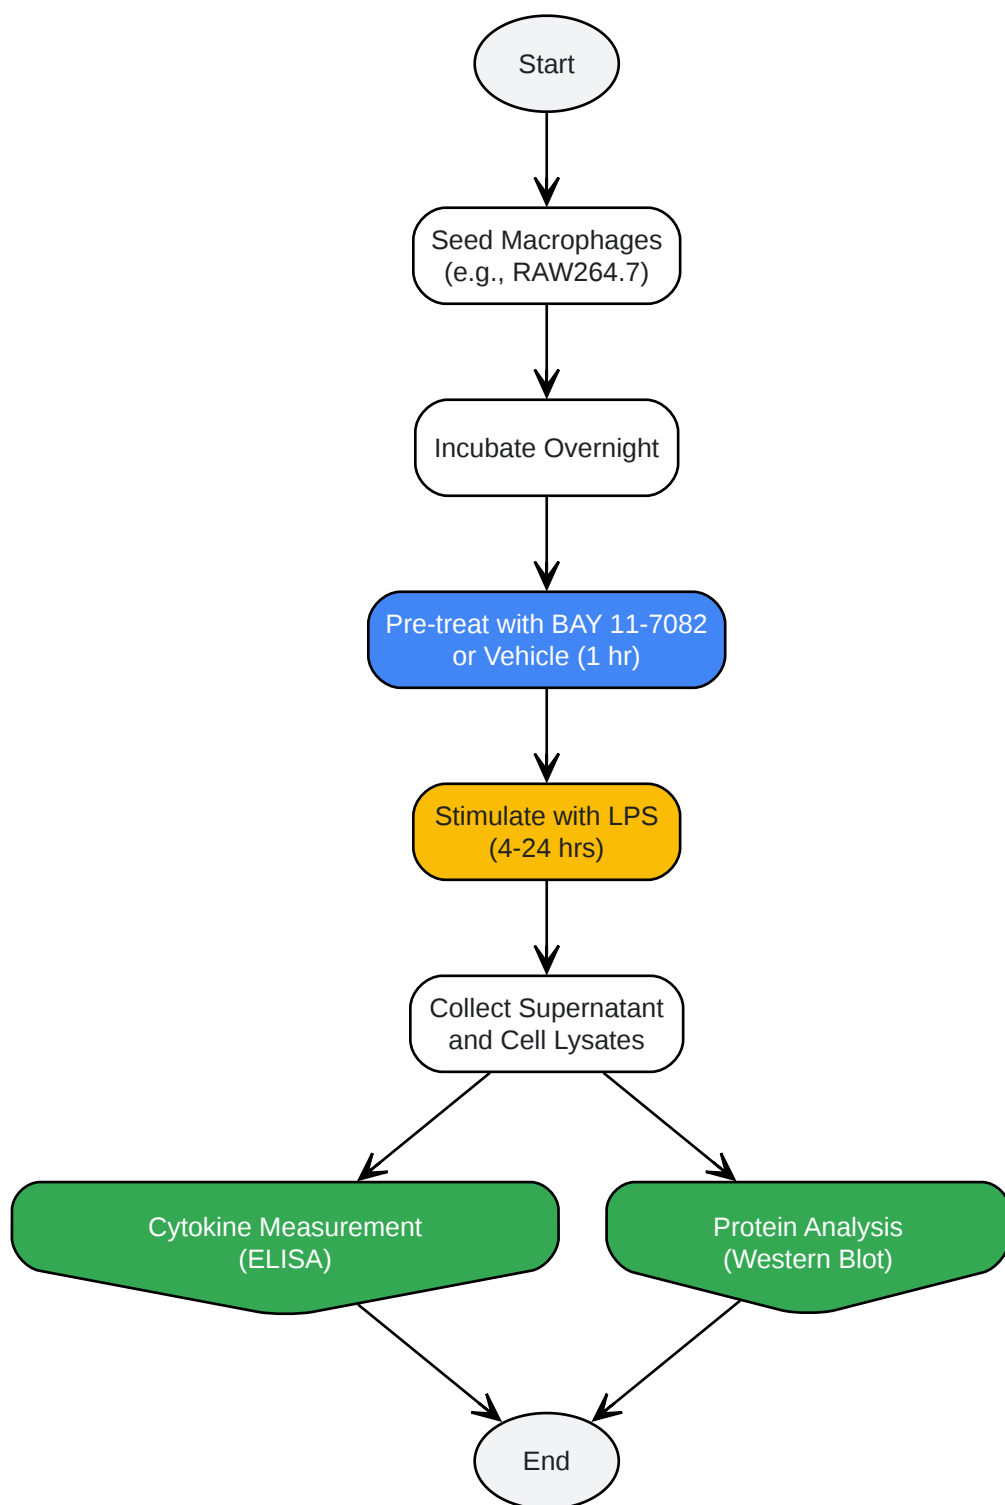 Start
Seed Macrophages
(e.g., RAW264.7)
Incubate Overnight
Pre-treat with BAY 11-7082
or Vehicle (1 hr)
Stimulate with LPS
(4-24 hrs)
Collect Supernatant
and Cell Lysates
Cytokine Measurement
(ELISA)
Protein Analysis
(Western Blot)
End